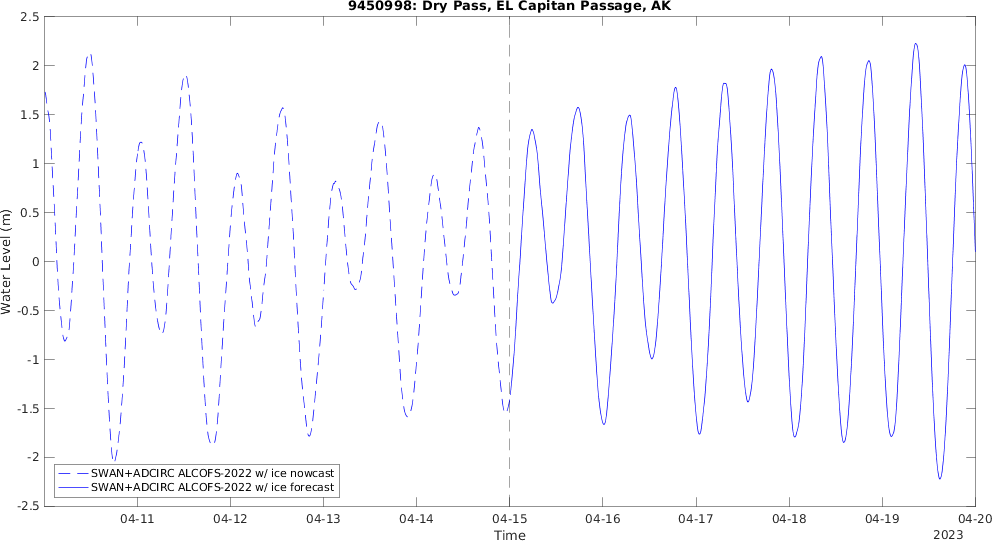 9450998: Dry Pass, EL Capitan Passage, AK
2.5
2
1.5
1
0.5
0
-0.5
-1
-1.5
-2
-2.5
Water Level (m)
SWAN+ADCIRC ALCOFS-2022 w/ ice nowcast
SWAN+ADCIRC ALCOFS-2022 w/ ice forecast
04-11 04-12 04-13 04-14 04-15 04-16 04-17 04-18 04-19 04-20
Time
2023